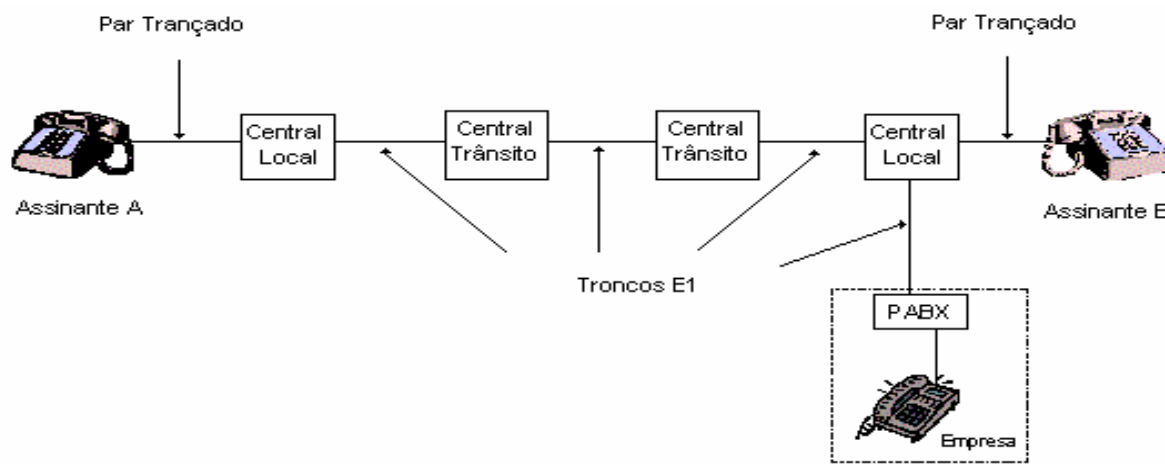 Par Trançado
Par Trançado
Central
Local
Central
Trânsito
Central
Trânsito
Central
Local
Assinante A
Assinante
Troncos E1
PABX
Empresa